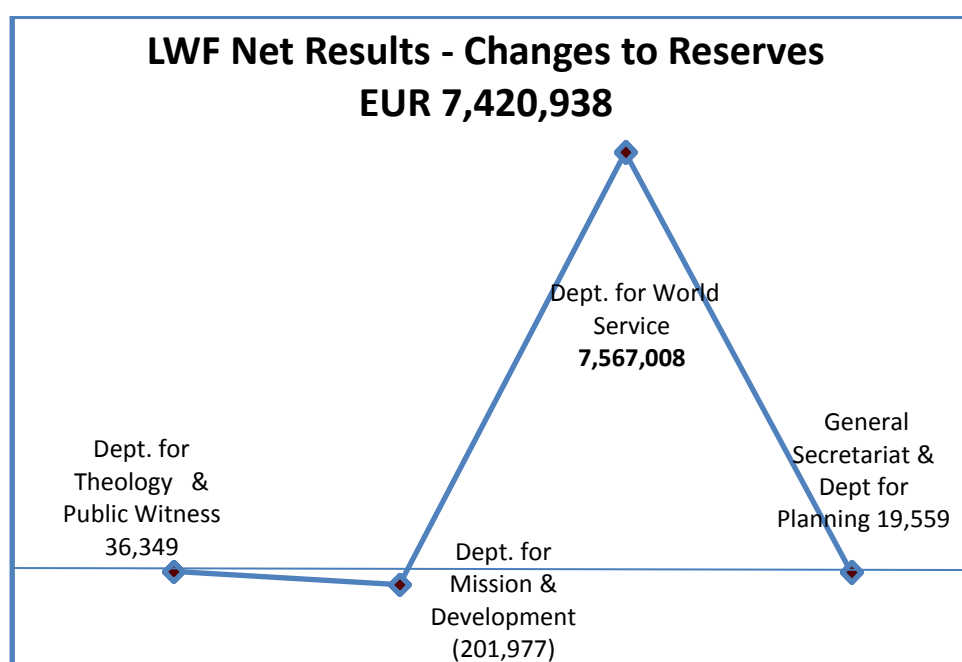 LWF Net Results - Changes to Reserves
EUR 7,420,938
Dept. for World
Service
7,567,008
General
Secretariat &
Dept for
Planning 19,559
Dept. for
Theology &
Public Witness
36,349
Dept. for
Mission &
Development
(201,977)